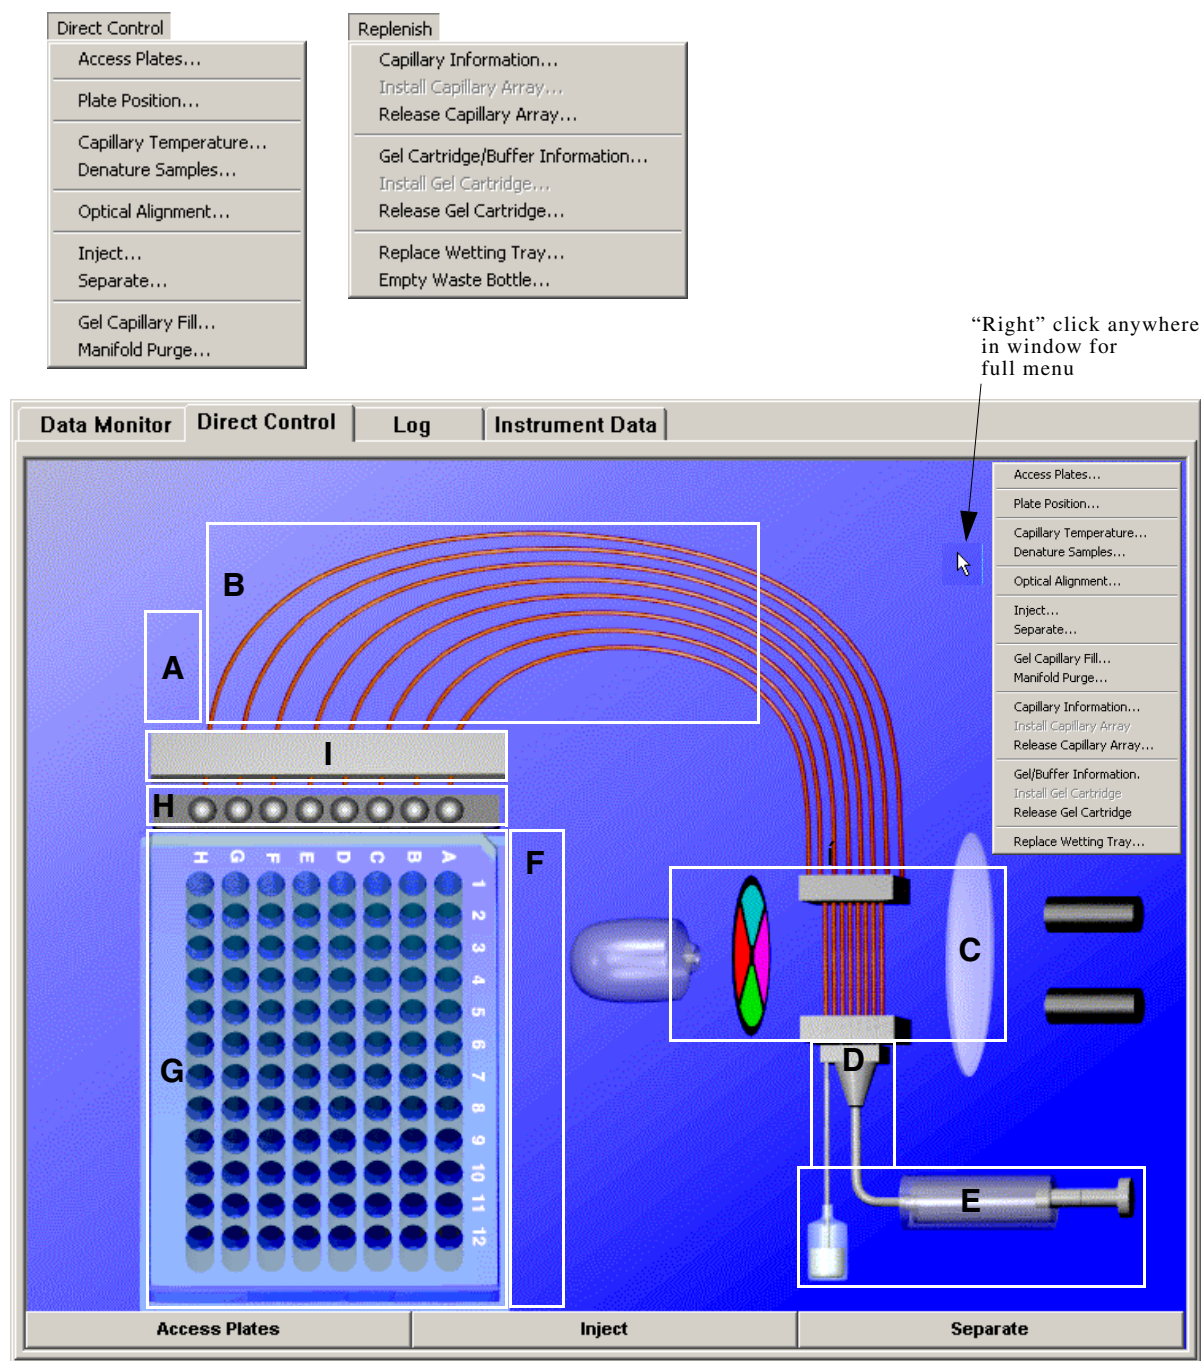 Direct Control
Access Plates...
Plate Position...
Capillary Temperature...
Denature Samples...
Optical Alignment...
Inject...
Separate...
Gel Capillary Fill...
Manifold Purge...
Replenish
Capillary Information...
Install Capillary Array...
Release Capillary Array...
Gel Cartridge/Buffer Information...
Install Gel Cartridge...
Release Gel Cartridge...
Replace Wetting Tray...
Empty Waste Bottle...
“Right” click anywhere
in window for
full menu
Data Monitor
Direct Control
Log
Instrument Data
Access Plates...
Plate Position...
Capillary Temperature...
Denature Samples...
Optical Alignment...
Inject...
Separate...
Gel Capillary Fill...
Manifold Purge...
Capillary Information...
Install Capillary Array
Release Capillary Array...
Gel/Buffer Information.
Install Gel Cartridge
Release Gel Cartridge
Replace Wetting Tray...
B
A
I
H
F
H G F E D C B A
1
2
3
4
5
6
7
8
9
10
11
12
G
Í
C
D
E
Access Plates
Inject
Separate